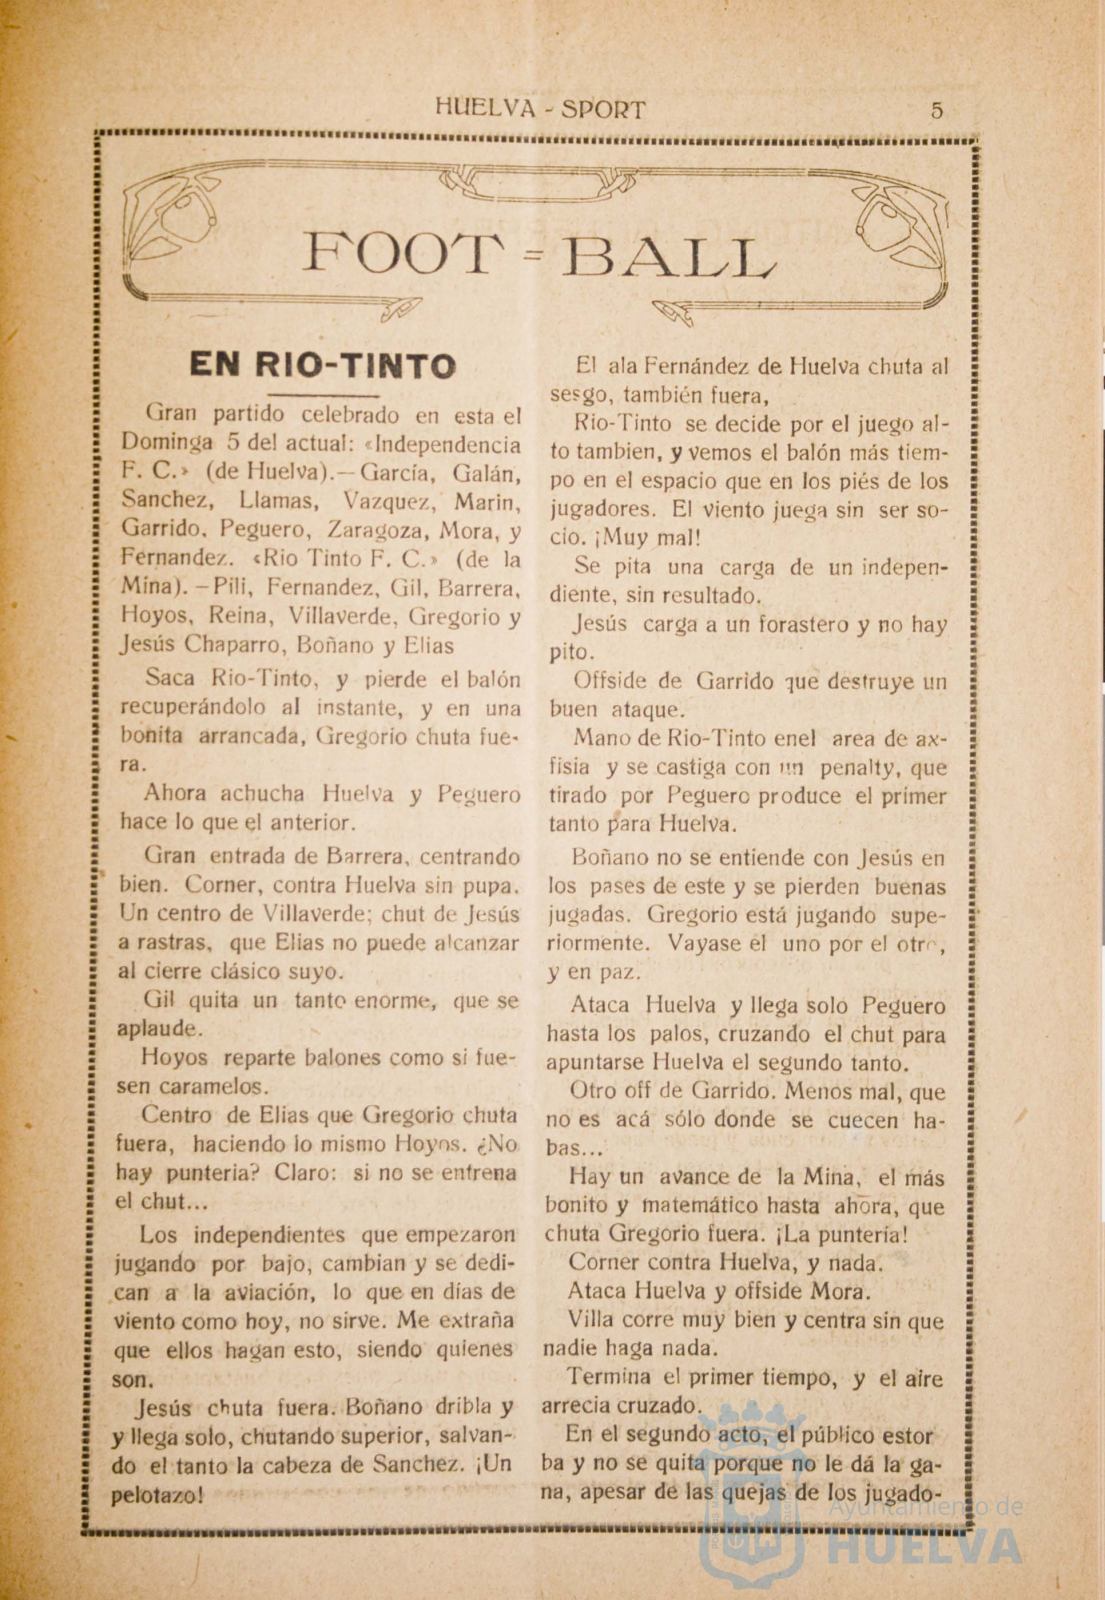 HUELVA - SPORT 5
FOOT = BALL
EN RIO-TINTO
Gran partido celebrado en esta el
Dominga 5 del actual: «Independencia
F. C.» (de Huelva).—García, Galán,
Sanchez, Llamas, Vazquez, Marin,
Garrido, Peguero, Zaragoza, Mora, y
Fernandez. «Rio Tinto F. C.» (de la
Mina).—Pili, Fernandez, Gil, Barrera,
Hoyos, Reina, Villaverde, Gregorio y
Jesús Chaparro, Boñano y Elias
Saca Rio-Tinto, y pierde el balón
recuperándolo al instante, y en una
bonita arrancada, Gregorio chuta fue-
ra.
Ahora achucha Huelva y Peguero
hace lo que el anterior.
Gran entrada de Barrera, centrando
bien. Corner, contra Huelva sin pupa.
Un centro de Villaverde; chut de Jesús
a rastras, que Elias no puede alcanzar
al cierre clásico suyo.
Gil quita un tanto enorme, que se
aplaude.
Hoyos reparte balones como si fue-
sen caramelos.
Centro de Elias que Gregorio chuta
fuera, haciendo lo mismo Hoyos. ¿No
hay punteria? Claro: si no se entrena
el chut...
Los independientes que empezaron
jugando por bajo, cambian y se dedi-
can a la aviación, lo que en días de
viento como hoy, no sirve. Me extraña
que ellos hagan esto, siendo quienes
son.
Jesús chuta fuera. Boñano dribla y
y llega solo, chutando superior, salvan-
do el tanto la cabeza de Sanchez. ¡Un
pelotazo!
El ala Fernández de Huelva chuta al
sesgo, también fuera,
Rio-Tinto se decide por el juego al-
to tambien, y vemos el balón más tiem-
po en el espacio que en los piés de los
jugadores. El viento juega sin ser so-
cio. ¡Muy mal!
Se pita una carga de un indepen-
diente, sin resultado.
Jesús carga a un forastero y no hay
pito.
Offside de Garrido que destruye un
buen ataque.
Mano de Rio-Tinto enel area de ax-
fisia y se castiga con un penalty, que
tirado por Peguero produce el primer
tanto para Huelva.
Boñano no se entiende con Jesús en
los pases de este y se pierden buenas
jugadas. Gregorio está jugando supe-
riormente. Vayase el uno por el otro,
y en paz.
Ataca Huelva y llega solo Peguero
hasta los palos, cruzando el chut para
apuntarse Huelva el segundo tanto.
Otro off de Garrido. Menos mal, que
no es acá sólo donde se cuecen ha-
bas...
Hay un avance de la Mina, el más
bonito y matemático hasta ahora, que
chuta Gregorio fuera. ¡La puntería!
Corner contra Huelva, y nada.
Ataca Huelva y offside Mora.
Villa corre muy bien y centra sin que
nadie haga nada.
Termina el primer tiempo, y el aire
arrecia cruzado.
En el segundo acto, el público estor
ba y no se quita porque no le dá la ga-
na, apesar de las quejas de los jugado-
Ayuntamiento de
HUELVA